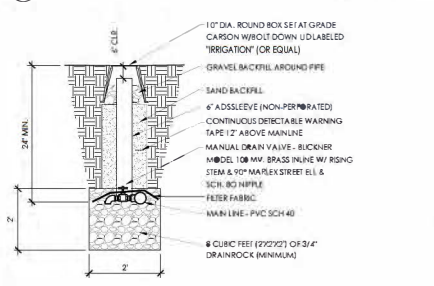 6" CLR.
24" MIN.
2'
2'
10" DIA. ROUND BOX SET AT GRADE
CARSON W/BOLT DOWN LID LABELED
"IRRIGATION" (OR EQUAL)
GRAVEL BACKFILL AROUND PIPE
SAND BACKFILL
6" ADS SLEEVE (NON-PERFORATED)
CONTINUOUS DETECTABLE WARNING
TAPE 12" ABOVE MAINLINE
MANUAL DRAIN VALVE - BUCKNER
MODEL 100 MV. BRASS INLINE W/ RISING
STEM & 90° MAPLEX STREET ELL &
SCH. 80 NIPPLE
FILTER FABRIC
MAIN LINE - PVC SCH 40
8 CUBIC FEET (2'X2'X2') OF 3/4"
DRAINROCK (MINIMUM)